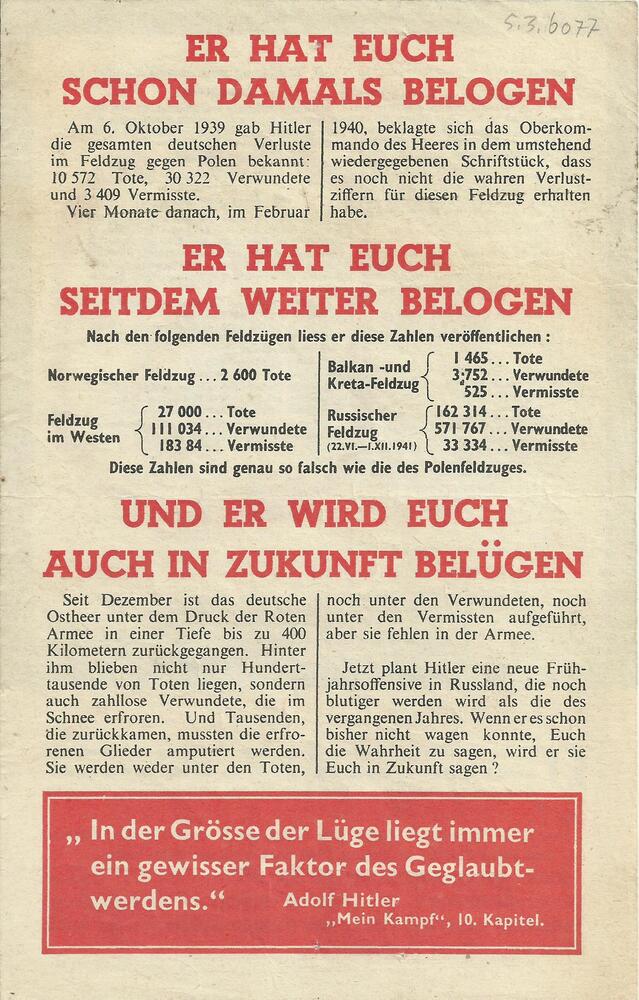 5.3.6077
ER HAT EUCH
SCHON DAMALS BELOGEN
Am 6. Oktober 1939 gab Hitler
die gesamten deutschen Verluste
im Feldzug gegen Polen bekannt:
10 572 Tote, 30 322 Verwundete
und 3 409 Vermisste.
Vier Monate danach, im Februar
1940, beklagte sich das Oberkom-
mando des Heeres in dem umstehend
wiedergegebenen Schriftstück, dass
es noch nicht die wahren Verlust-
ziffern für diesen Feldzug erhalten
habe.
ER HAT EUCH
SEITDEM WEITER BELOGEN
Nach den folgenden Feldzügen liess er diese Zahlen veröffentlichen :
Norwegischer Feldzug ... 2 600 Tote
Feldzug
im Westen
27 000 ... Tote
111 034 ... Verwundete
183 84 ... Vermisste
Balkan -und
Kreta-Feldzug
1 465 ... Tote
3;752 ... Verwundete
525 ... Vermisste
Russischer
Feldzug
(22.VI.—1.XII.1941)
162 314 ... Tote
571 767 ... Verwundete
33 334 ... Vermisste
Diese Zahlen sind genau so falsch wie die des Polenfeldzuges.
UND ER WIRD EUCH
AUCH IN ZUKUNFT BELÜGEN
Seit Dezember ist das deutsche
Ostheer unter dem Druck der Roten
Armee in einer Tiefe bis zu 400
Kilometern zurückgegangen. Hinter
ihm blieben nicht nur Hundert-
tausende von Toten liegen, sondern
auch zahllose Verwundete, die im
Schnee erfroren. Und Tausenden,
die zurückkamen, mussten die erfro-
renen Glieder amputiert werden.
Sie werden weder unter den Toten,
noch unter den Verwundeten, noch
unter den Vermissten aufgeführt,
aber sie fehlen in der Armee.
Jetzt plant Hitler eine neue Früh-
jahrsoffensive in Russland, die noch
blutiger werden wird als die des
vergangenen Jahres. Wenn er es schon
bisher nicht wagen konnte, Euch
die Wahrheit zu sagen, wird er sie
Euch in Zukunft sagen ?
„ In der Grösse der Lüge liegt immer
ein gewisser Faktor des Geglaubt-
werdens.“
Adolf Hitler
„Mein Kampf“, 10. Kapitel.